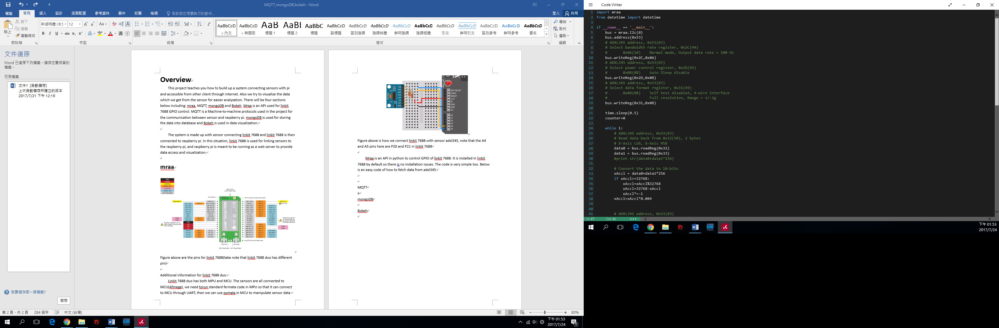 MQTT,mongoDB,bokeh - Word
檔案 常用 插入 設計 版面配置 參考資料 郵件 校閱 檢視 告訴我您想要執行的動作... 登入 共用
貼上 剪下
複製
複製格式
新細明體 (本文 12
AaBbCcD AaBbCcD AaB AaBb AaBbC AaBbCcD AaBbCcD AaBbCcD AaBbCcD AaBbCcD AaBbCcD AaBbCcD AABBCCD AABBCCD AaBbCcD
內文 無間距 標題 1 標題 2 標題 副標題 區別強調 強調斜體 鮮明強調 強調粗體 引文 鮮明引文 區別參考 鮮明參考 書名
尋找
取代
選取
剪貼簿 字型 段落 樣式 編輯
文件復原
Word 已復原下列檔案。儲存您要保留的
檔案。
可用檔案
文件1 [自動儲存]
上次自動儲存所建立的版本
2017/7/21 下午 12:19
我要儲存哪一個檔案?
關閉
Overview
This project teaches you how to build up a system connecting sensors with pi
and accessible from other client through internet. Also we try to visualize the data
which we get from the sensor for easier analyzation. There will be four sections
below including: mraa, MQTT, mongoDB and Bokeh. Mraa is an API used for linkit
7688 GPIO control. MQTT is a Machine-to-machine protocols used in the project for
the communication between sensor and raspberry pi. mongoDB is used for storing
the data into database and Bokeh is used in data visualization.
The system is made up with sensor connecting linkit 7688 and linkit 7688 is then
connected to raspberry pi. In this situation, linkit 7688 is used for linking sensors to
the raspberry pi, and raspberry pi is meant to be running as a web server to provide
data access and visualization.
mraa
GND
POWER
CONTROL
DIGITAL PIN
PWM PIN
SERIAL PIN
CHIP PIN NAME
LinkIt Smart 7688
Figure above are the pins for linkit 7688(take note that linkit 7688 duo has different
pin)
Additional information for linkit 7688 duo:
Linkit 7688 duo has both MPU and MCU. The sensors are all connected to
MCU(ATmega), we need torun standard fermata code in MPU so that it can connect
to MCU through UART, then we can use pymata in MCU to manipulate sensor data.
ESP RESET
IOREF
RESET
3.3V
5V
GND
GND
Vin
A0
A1
A2
A3
A4
A5
Figure above is how we connect linkit 7688 with sensor adxl345, note that the A4
and A5 pins here are P20 and P21 in linkit 7688
Mraa is an API in python to control GPIO of linkit 7688. It is installed in linkit
7688 by default so there is no installation issues. The code is very simple too. Below
is an easy code of how to fetch data from adxl345:
MQTT
x
mongoDB
Bokeh
第 2 頁，共 2 頁 284 個字 中文 (台灣) 80%
下午 01:53
2017/7/24
Code Writer
1 import mraa
2 from datetime import datetime
3
4 if __name__ == '__main__':
5 bus = mraa.I2c(0)
6 bus.address(0x53)
7 # ADXL345 address, 0x53(83)
8 # Select bandwidth rate register, 0x2C(44)
9 # 0x0A(10) Normal mode, Output data rate = 100 Hz
10 bus.writeReg(0x2C,0x0A)
11 # ADXL345 address, 0x53(83)
12 # Select power control register, 0x2D(45)
13 # 0x08(08) Auto Sleep disable
14 bus.writeReg(0x2D,0x08)
15 # ADXL345 address, 0x53(83)
16 # Select data format register, 0x31(49)
17 # 0x08(08) Self test disabled, 4-wire interface
18 # Full resolution, Range = +/-2g
19 bus.writeReg(0x31,0x08)
20
21 time.sleep(0.5)
22 counter=0
23
24 while 1:
25 # ADXL345 address, 0x53(83)
26 # Read data back from 0x32(50), 2 bytes
27 # X-Axis LSB, X-Axis MSB
28 data0 = bus.readReg(0x32)
29 data1 = bus.readReg(0x33)
30 #print str(data0+data1*256)
31
32 # Convert the data to 10-bits
33 xAccl = data0+data1*256
34 if xAccl>=32768:
35 xAccl=xAccl%32768
36 xAccl=32768-xAccl
37 xAccl*=-1
38 xAccl=xAccl*0.004
39
40
41 # ADXL345 address, 0x53(83)
Ln 17 Col 61
下午 01:53
2017/7/24